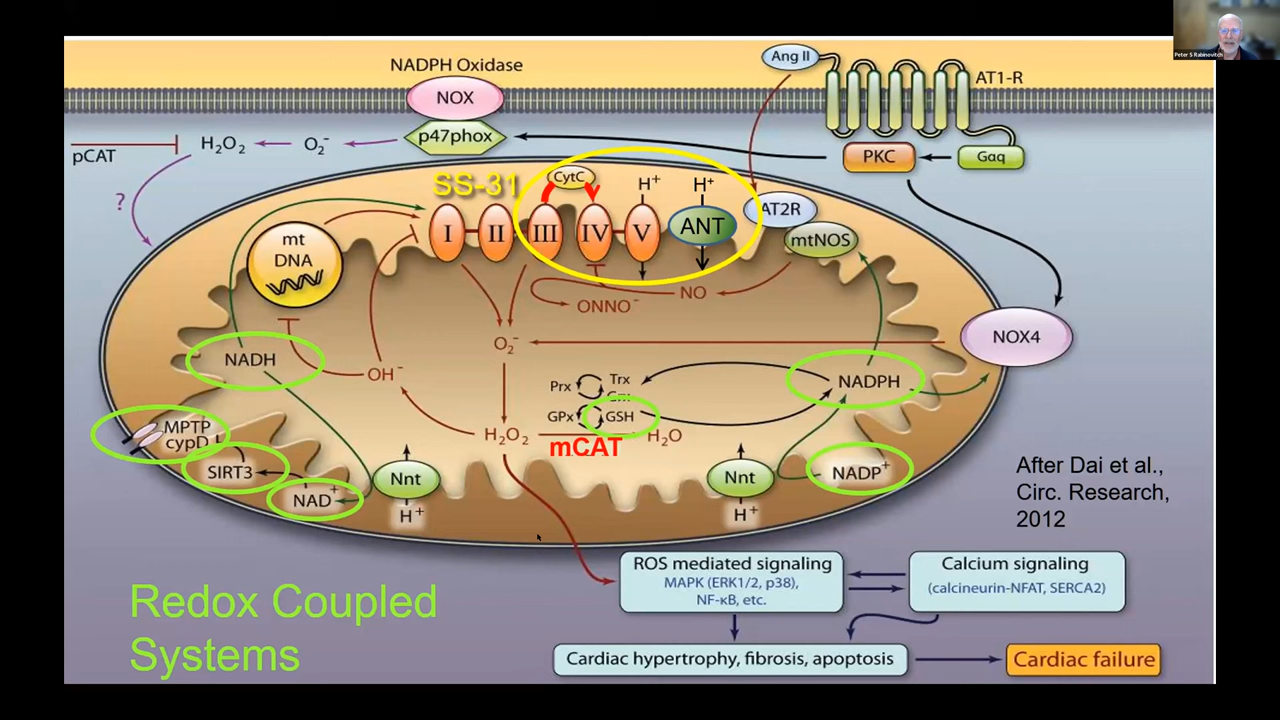 Peter S Rabinovitch
NADPH Oxidase
NOX
p47phox
Ang II
AT1-R
PKC
Gαq
pCAT
H₂O₂
O₂⁻
?
SS-31
CytC
H⁺
H⁺
I
II
III
IV
V
ANT
AT2R
mtNOS
mt
DNA
NO
ONNO⁻
NOX4
O₂⁻
NADH
OH⁻
Prx
Trx
GPx
GSH
NADPH
MPTP
cypD
H₂O₂
H₂O
mCAT
SIRT3
NAD⁺
Nnt
H⁺
Nnt
H⁺
NADP⁺
After Dai et al.,
Circ. Research,
2012
Redox Coupled
Systems
ROS mediated signaling
MAPK (ERK1/2, p38),
NF-κB, etc.
Calcium signaling
(calcineurin-NFAT, SERCA2)
Cardiac hypertrophy, fibrosis, apoptosis
Cardiac failure